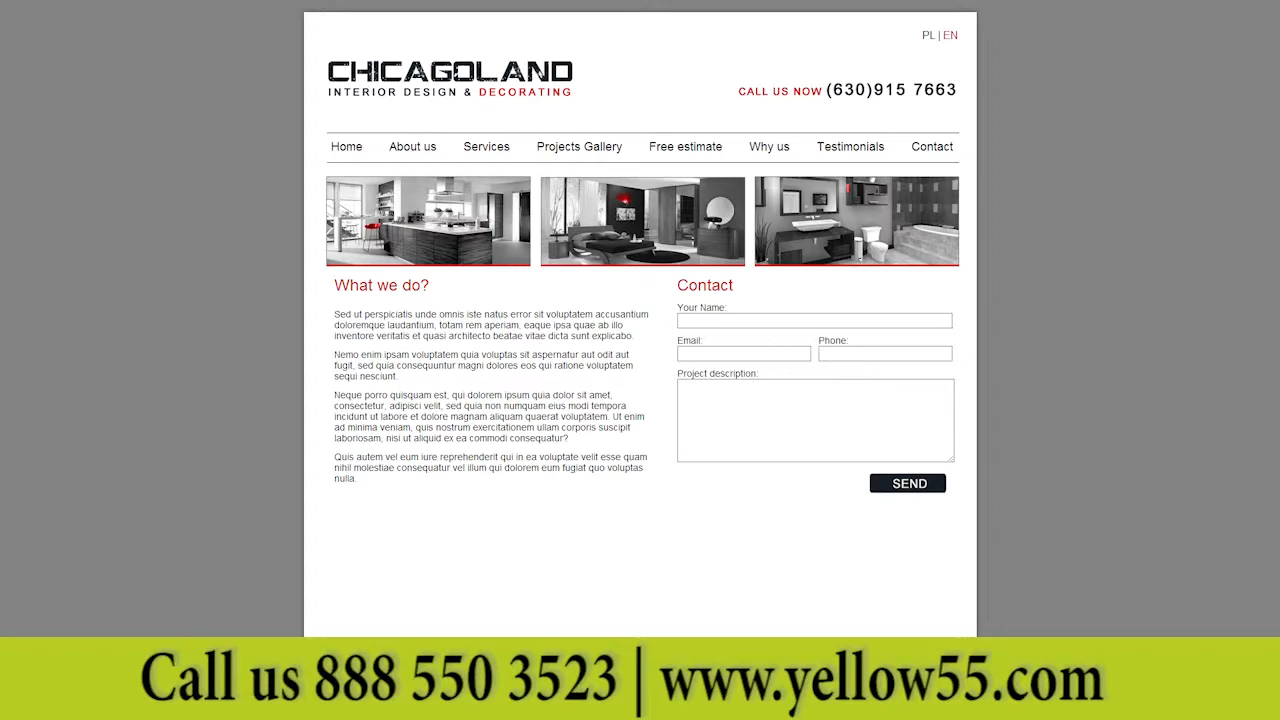 PL | EN
CHICAGOLAND
INTERIOR DESIGN & DECORATING
CALL US NOW (630)915 7663
Home About us Services Projects Gallery Free estimate Why us Testimonials Contact
What we do?
Sed ut perspiciatis unde omnis iste natus error sit voluptatem accusantium
doloremque laudantium, totam rem aperiam, eaque ipsa quae ab illo
inventore veritatis et quasi architecto beatae vitae dicta sunt explicabo.
Nemo enim ipsam voluptatem quia voluptas sit aspernatur aut odit aut
fugit, sed quia consequuntur magni dolores eos qui ratione voluptatem
sequi nesciunt.
Neque porro quisquam est, qui dolorem ipsum quia dolor sit amet,
consectetur, adipisci velit, sed quia non numquam eius modi tempora
incidunt ut labore et dolore magnam aliquam quaerat voluptatem. Ut enim
ad minima veniam, quis nostrum exercitationem ullam corporis suscipit
laboriosam, nisi ut aliquid ex ea commodi consequatur?
Quis autem vel eum iure reprehenderit qui in ea voluptate velit esse quam
nihil molestiae consequatur vel illum qui dolorem eum fugiat quo voluptas
nulla.
Contact
Your Name:
Email: Phone:
Project description:
SEND
Call us 888 550 3523 | www.yellow55.com